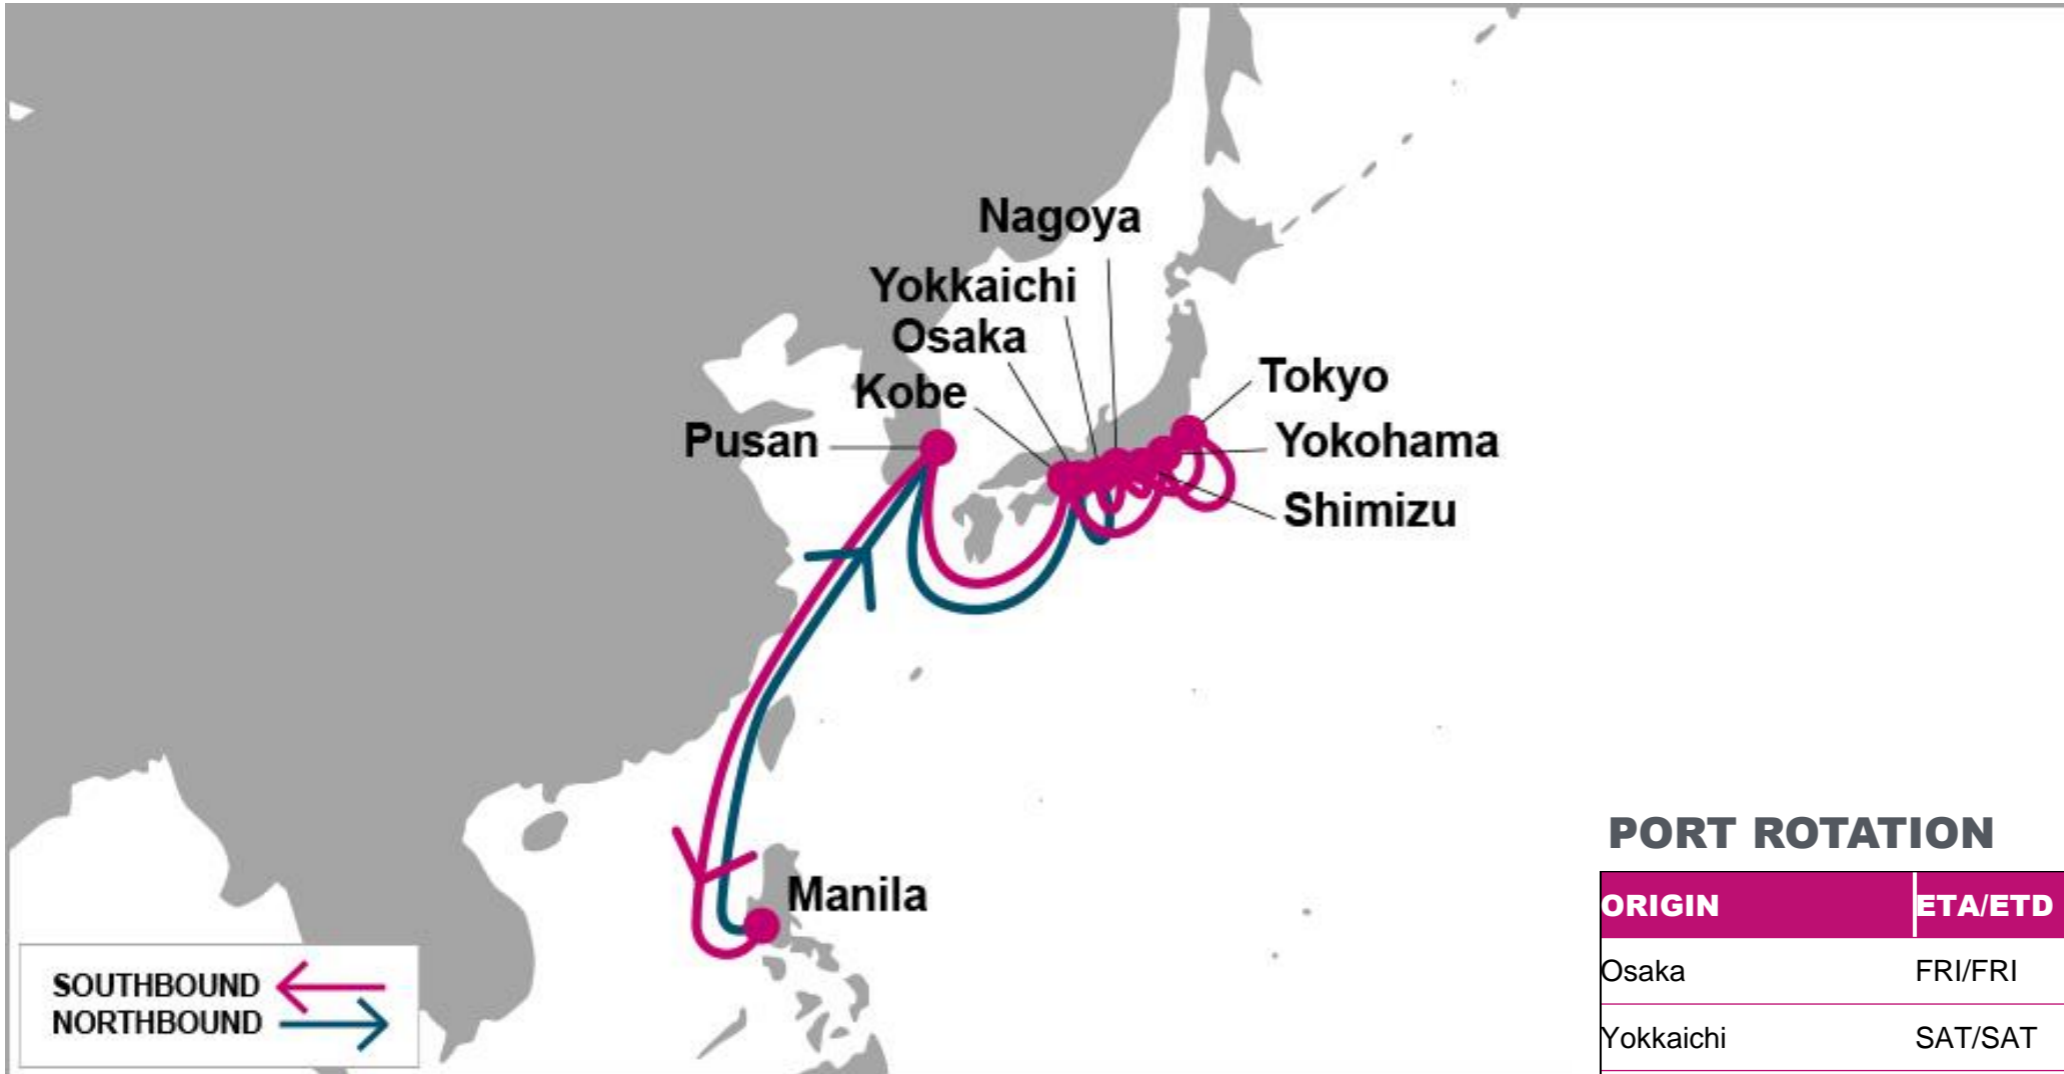 Nagoya
Yokkaichi
Osaka
Kobe
Tokyo
Pusan
Yokohama
Shimizu
Manila
SOUTHBOUND
NORTHBOUND
PORT ROTATION
ORIGIN ETA/ETD
Osaka FRI/FRI
Yokkaichi SAT/SAT